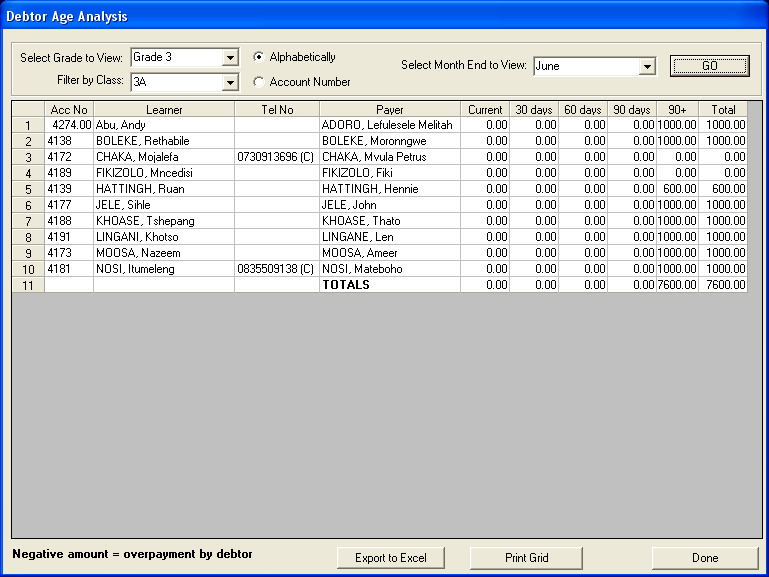 Debtor Age Analysis
Select Grade to View: Grade 3 Alphabetically Select Month End to View: June GO
Filter by Class: 3A Account Number
Acc No Learner Tel No Payer Current 30 days 60 days 90 days 90+ Total
1 4274.00 Abu, Andy ADORO, Lefulesele Melitah 0.00 0.00 0.00 0.00 1000.00 1000.00
2 4138 BOLEKE, Rethabile BOLEKE, Moronngwe 0.00 0.00 0.00 0.00 1000.00 1000.00
3 4172 CHAKA, Mojalefa 0730913696 (C) CHAKA, Mvula Petrus 0.00 0.00 0.00 0.00 0.00 0.00
4 4189 FIKIZOLO, Mncedisi FIKIZOLO, Fiki 0.00 0.00 0.00 0.00 0.00 0.00
5 4139 HATTINGH, Ruan HATTINGH, Hennie 0.00 0.00 0.00 0.00 600.00 600.00
6 4177 JELE, Sihle JELE, John 0.00 0.00 0.00 0.00 1000.00 1000.00
7 4188 KHOASE, Tshepang KHOASE, Thato 0.00 0.00 0.00 0.00 1000.00 1000.00
8 4191 LINGANI, Khotso LINGANE, Len 0.00 0.00 0.00 0.00 1000.00 1000.00
9 4173 MOOSA, Nazeem MOOSA, Ameer 0.00 0.00 0.00 0.00 1000.00 1000.00
10 4181 NOSI, Itumeleng 0835509138 (C) NOSI, Mateboho 0.00 0.00 0.00 0.00 1000.00 1000.00
11 TOTALS 0.00 0.00 0.00 0.00 7600.00 7600.00
Negative amount = overpayment by debtor Export to Excel Print Grid Done